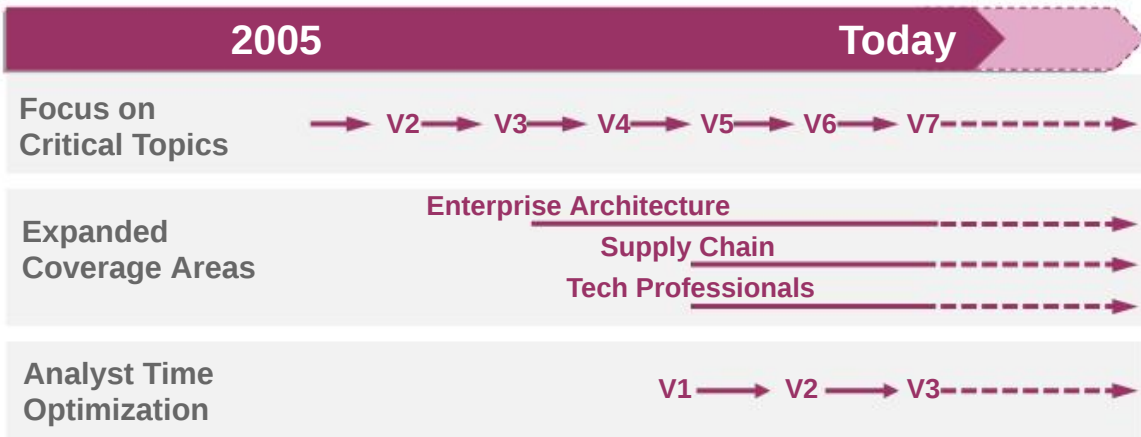 2005 Today
Focus on
Critical Topics
V2 V3 V4 V5 V6 V7
Enterprise Architecture
Expanded
Coverage Areas
Supply Chain
Tech Professionals
Analyst Time
Optimization
V1 V2 V3